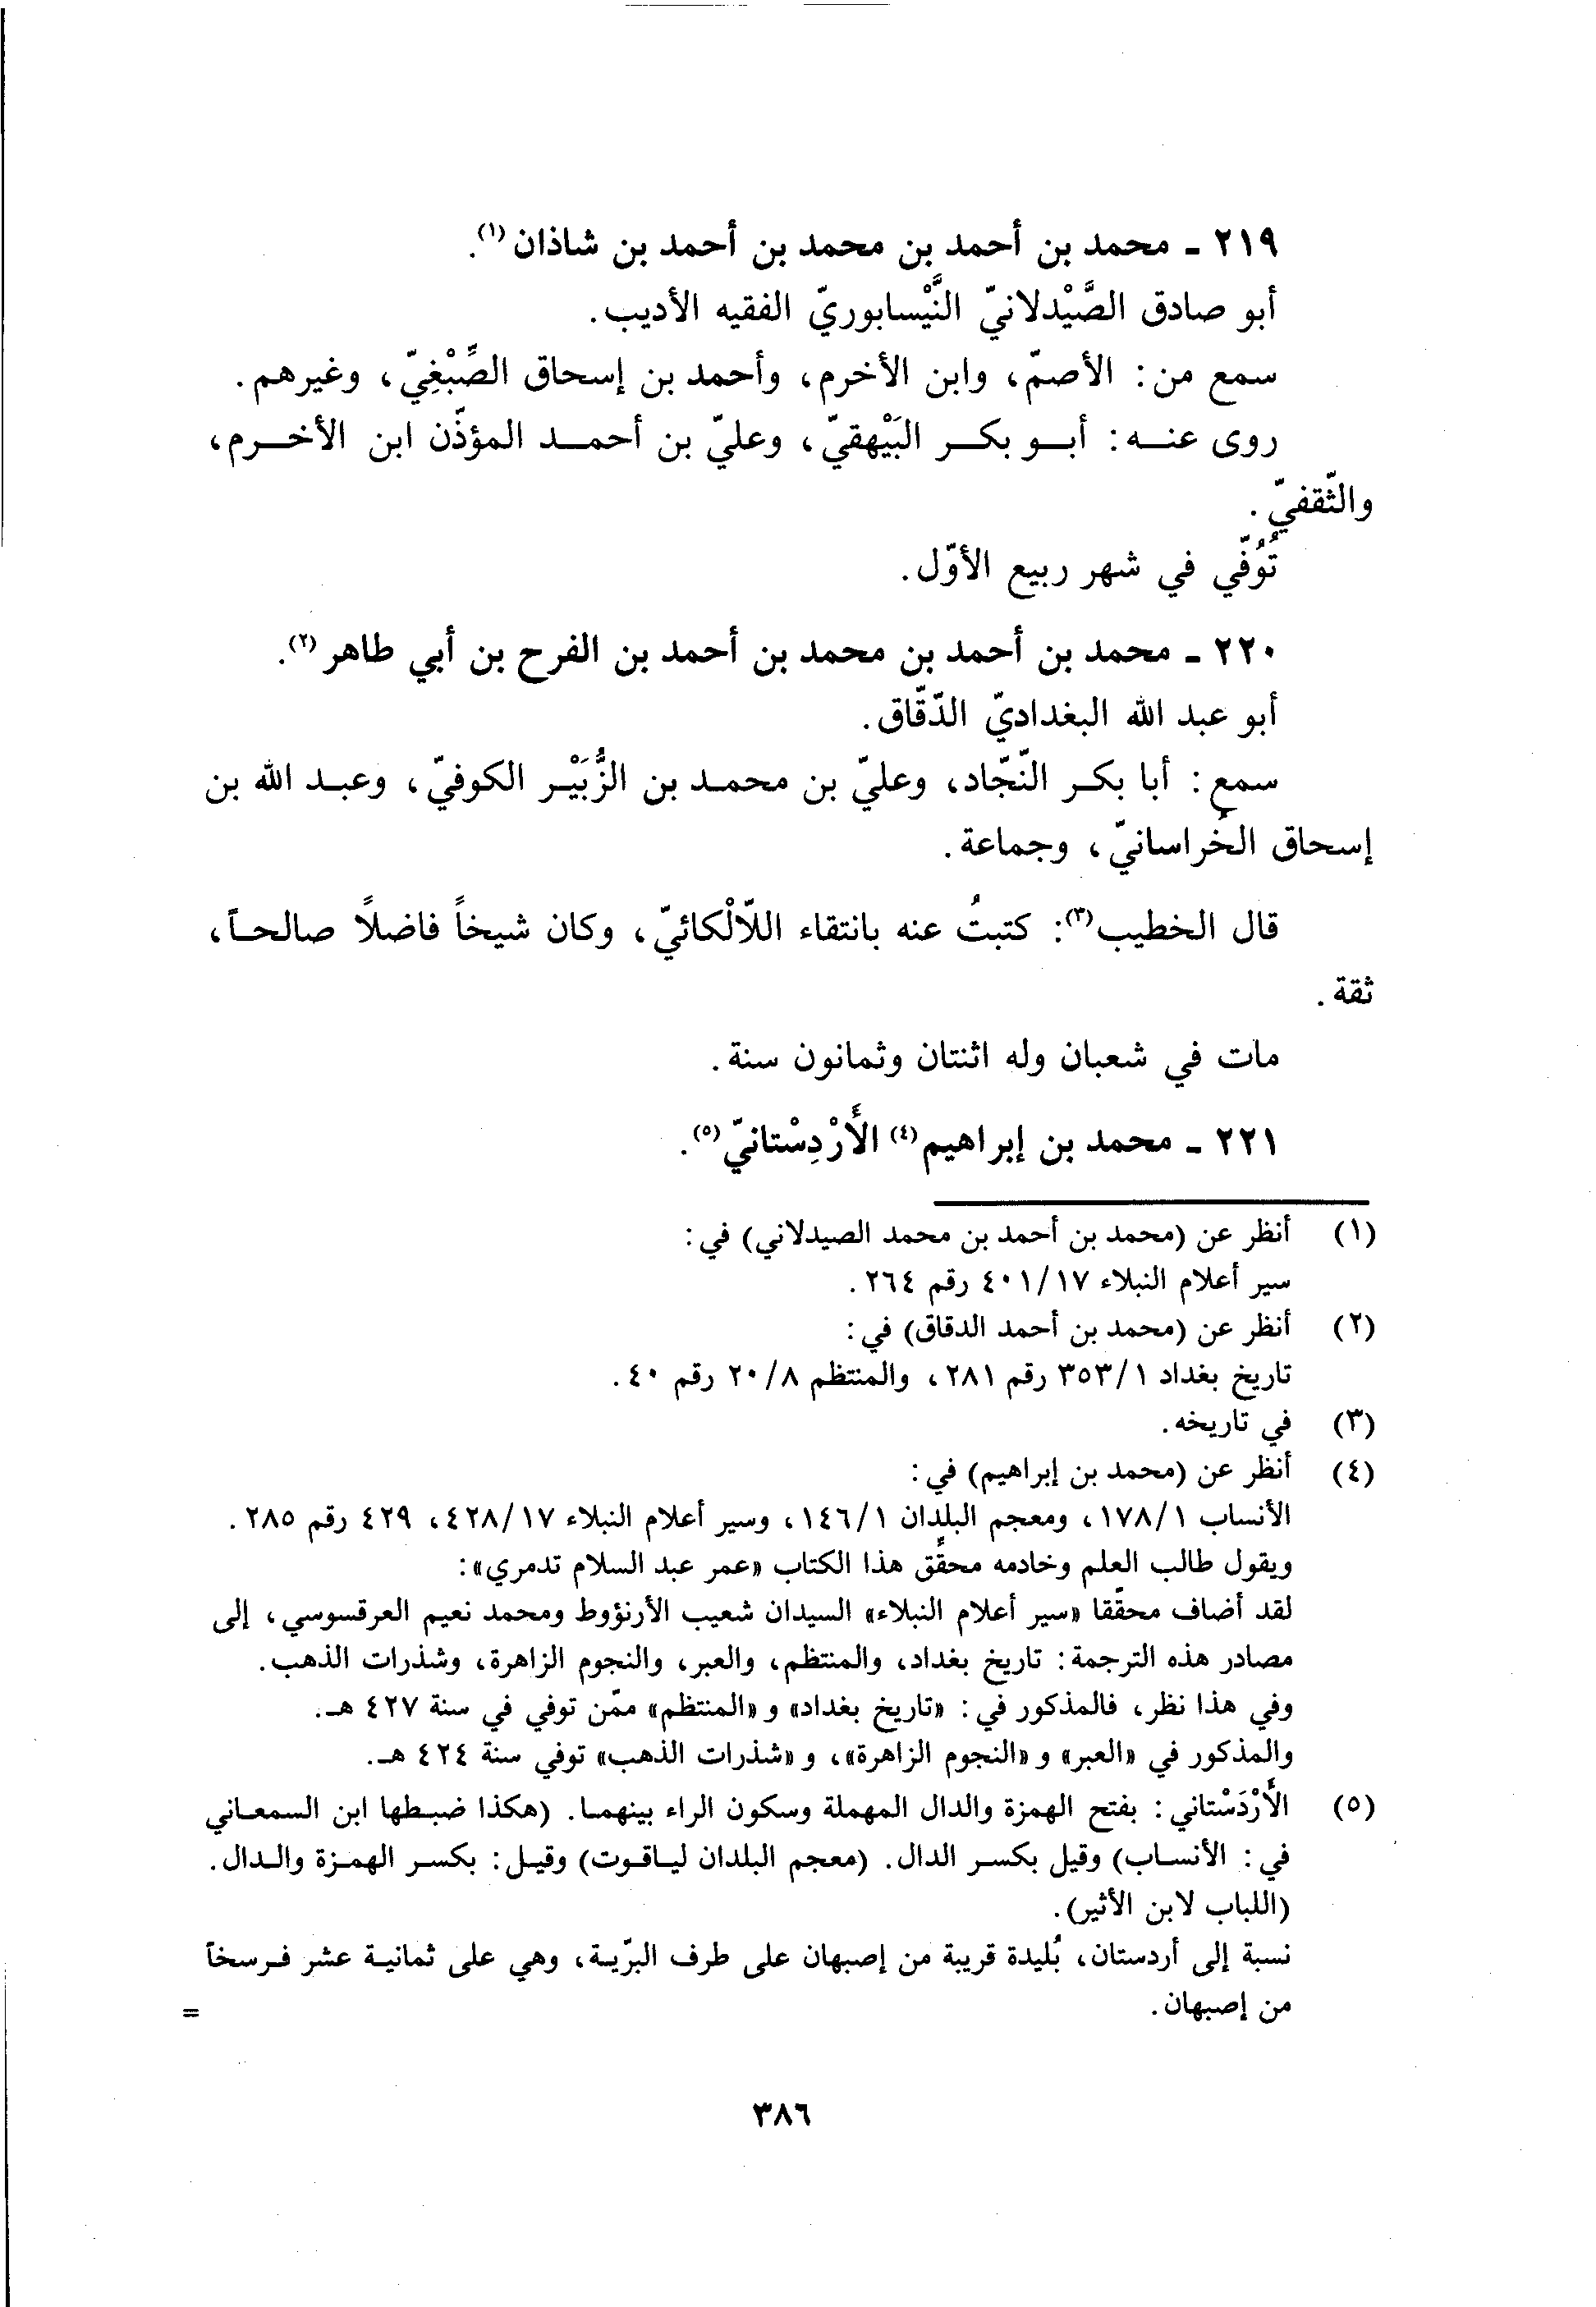 ٢١٩ - محمد بن أحمد بن محمد بن أحمد بن شاذان(١).
أبو صادق الصَّيْدلانيّ النَّيْسابوريّ الفقيه الأديب.
سمع من: الأصمّ، وابن الأخرم، وأحمد بن إسحاق الصِّبْغِيّ، وغيرهم.
روى عنه: أبو بكر البَيْهقيّ، وعليّ بن أحمد المؤذّن ابن الأخرم،
والثّقفيّ.
تُوُفّي في شهر ربيع الأوّل.
٢٢٠ - محمد بن أحمد بن محمد بن أحمد بن الفرح بن أبي طاهر(٢).
أبو عبد الله البغداديّ الدّقّاق.
سمع: أبا بكر النّجّاد، وعليّ بن محمد بن الزُّبَيْر الكوفيّ، وعبد الله بن
إسحاق الخُراسانيّ، وجماعة.
قال الخطيب(٣): كتبتُ عنه بانتقاء اللّالْكائيّ، وكان شيخاً فاضلاً صالحاً،
ثقة.
مات في شعبان وله اثنتان وثمانون سنة.
٢٢١ - محمد بن إبراهيم(٤) الأَرْدِسْتانيّ(٥).
(١) أنظر عن (محمد بن أحمد بن محمد الصيدلاني) في:
سير أعلام النبلاء ٤٠١/١٧ رقم ٢٦٤.
(٢) أنظر عن (محمد بن أحمد الدقاق) في:
تاريخ بغداد ٣٥٣/١ رقم ٢٨١، والمنتظم ٢٠/٨ رقم ٤٠.
(٣) في تاريخه.
(٤) أنظر عن (محمد بن إبراهيم) في:
الأنساب ١٧٨/١، ومعجم البلدان ١٤٦/١، وسير أعلام النبلاء ٤٢٨/١٧، ٤٢٩ رقم ٢٨٥.
ويقول طالب العلم وخادمه محقِّق هذا الكتاب «عمر عبد السلام تدمري»:
لقد أضاف محقّقا «سير أعلام النبلاء» السيدان شعيب الأرنؤوط ومحمد نعيم العرقسوسي، إلى
مصادر هذه الترجمة: تاريخ بغداد، والمنتظم، والعبر، والنجوم الزاهرة، وشذرات الذهب.
وفي هذا نظر، فالمذكور في: «تاريخ بغداد» و «المنتظم» ممّن توفي في سنة ٤٢٧ هـ.
والمذكور في «العبر» و «النجوم الزاهرة»، و «شذرات الذهب» توفي سنة ٤٢٤ هـ.
(٥) الأَرْدَسْتاني: بفتح الهمزة والدال المهملة وسكون الراء بينهما. (هكذا ضبطها ابن السمعاني
في: الأنساب) وقيل بكسر الدال. (معجم البلدان لياقوت) وقيل: بكسر الهمزة والدال.
(اللباب لابن الأثير).
نسبة إلى أردستان، بُليدة قريبة من إصبهان على طرف البرّية، وهي على ثمانية عشر فرسخاً
من إصبهان. =
٣٨٦